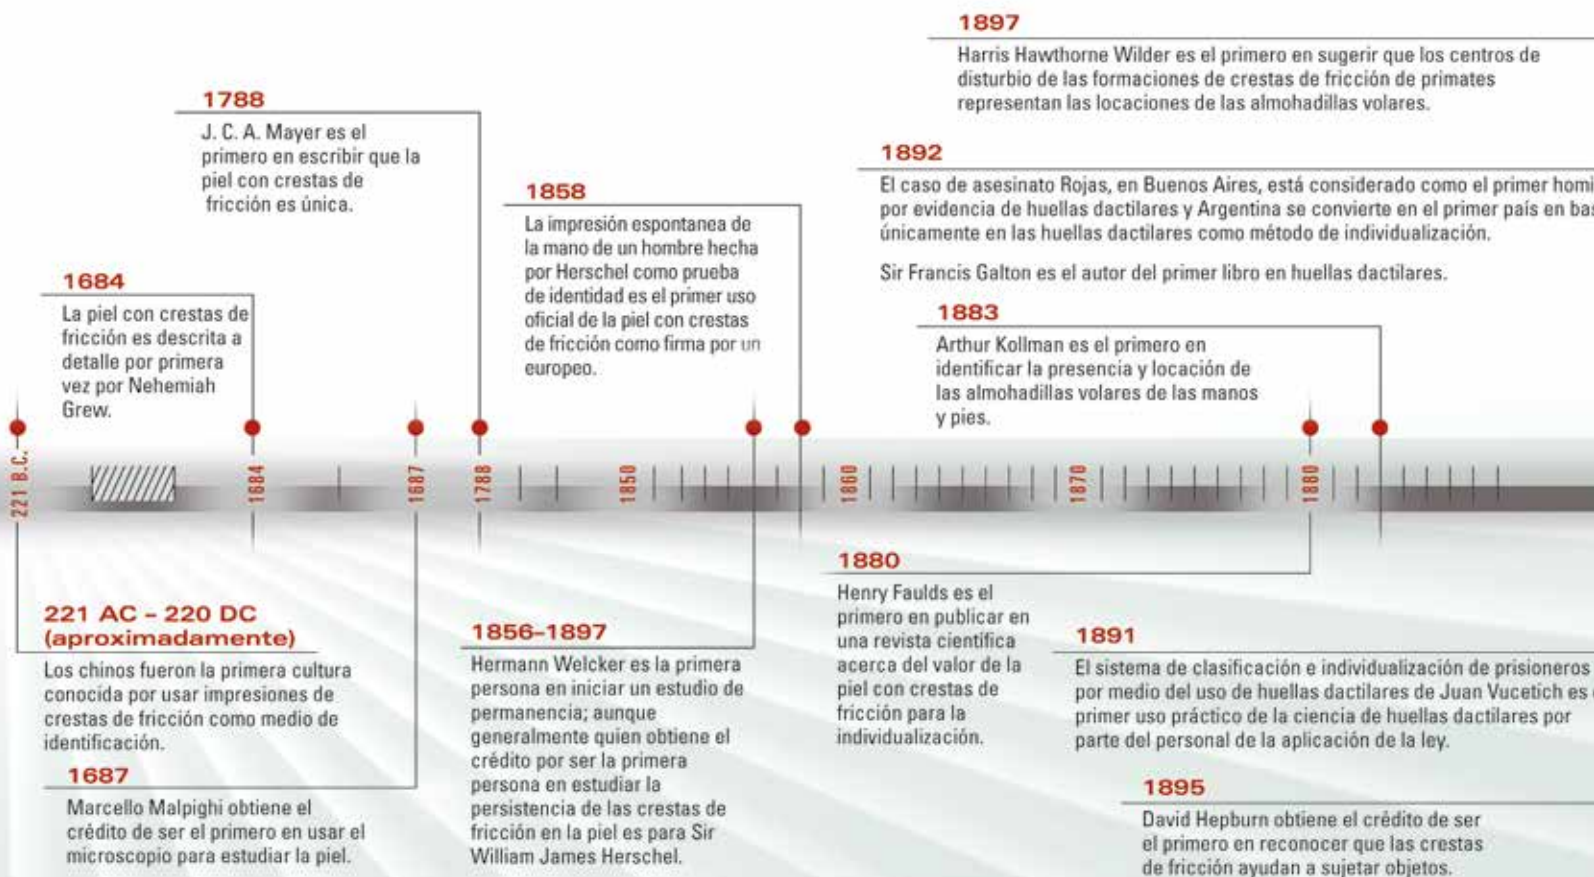 1897
Harris Hawthorne Wilder es el primero en sugerir que los centros de
disturbio de las formaciones de crestas de fricción de primates
representan las locaciones de las almohadillas volares.
1788
J. C. A. Mayer es el
primero en escribir que la
piel con crestas de
fricción es única.
1892
El caso de asesinato Rojas, en Buenos Aires, está considerado como el primer homi
por evidencia de huellas dactilares y Argentina se convierte en el primer país en bas
únicamente en las huellas dactilares como método de individualización.
Sir Francis Galton es el autor del primer libro en huellas dactilares.
1858
La impresión espontanea de
la mano de un hombre hecha
por Herschel como prueba
de identidad es el primer uso
oficial de la piel con crestas
de fricción como firma por un
europeo.
1684
La piel con crestas de
fricción es descrita a
detalle por primera
vez por Nehemiah
Grew.
1883
Arthur Kollman es el primero en
identificar la presencia y locación de
las almohadillas volares de las manos
y pies.
221 B.C.
1684
1687
1788
1850
1860
1870
1880
221 AC – 220 DC
(aproximadamente)
Los chinos fueron la primera cultura
conocida por usar impresiones de
crestas de fricción como medio de
identificación.
1687
Marcello Malpighi obtiene el
crédito de ser el primero en usar el
microscopio para estudiar la piel.
1856–1897
Hermann Welcker es la primera
persona en iniciar un estudio de
permanencia; aunque
generalmente quien obtiene el
crédito por ser la primera
persona en estudiar la
persistencia de las crestas de
fricción en la piel es para Sir
William James Herschel.
1880
Henry Faulds es el
primero en publicar en
una revista científica
acerca del valor de la
piel con crestas de
fricción para la
individualización.
1891
El sistema de clasificación e individualización de prisioneros
por medio del uso de huellas dactilares de Juan Vucetich es
primer uso práctico de la ciencia de huellas dactilares por
parte del personal de la aplicación de la ley.
1895
David Hepburn obtiene el crédito de ser
el primero en reconocer que las crestas
de fricción ayudan a sujetar objetos.